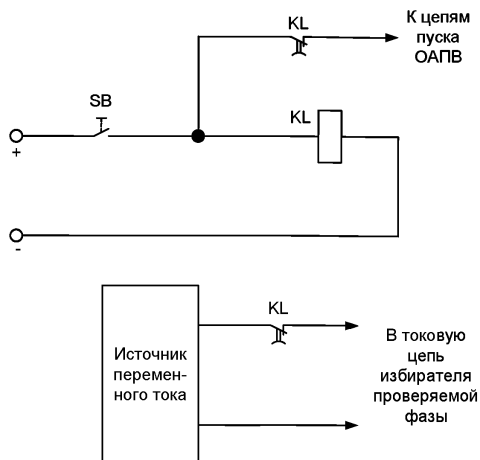 KL
К цепям
пуска
ОАПВ
SB
KL
+
-
KL
Источник
перемен-
ного тока
В токовую
цепь
избирателя
проверяемой
фазы